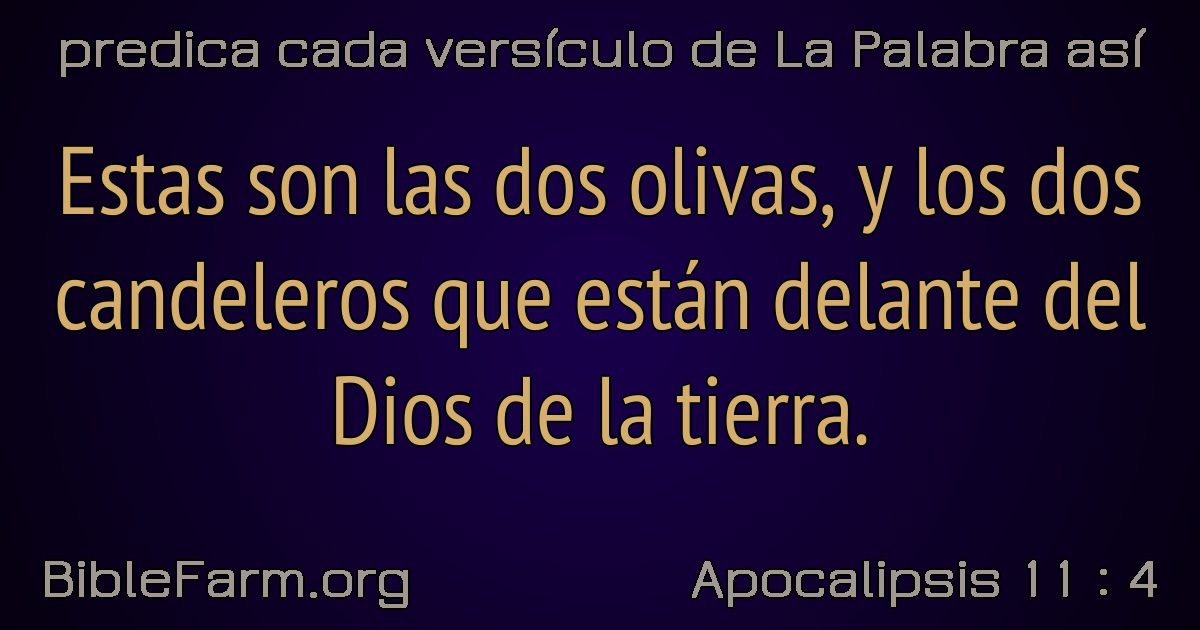 predica cada versículo de La Palabra así
Estas son las dos olivas, y los dos
candeleros que están delante del
Dios de la tierra.
BibleFarm.org
Apocalipsis 11 : 4